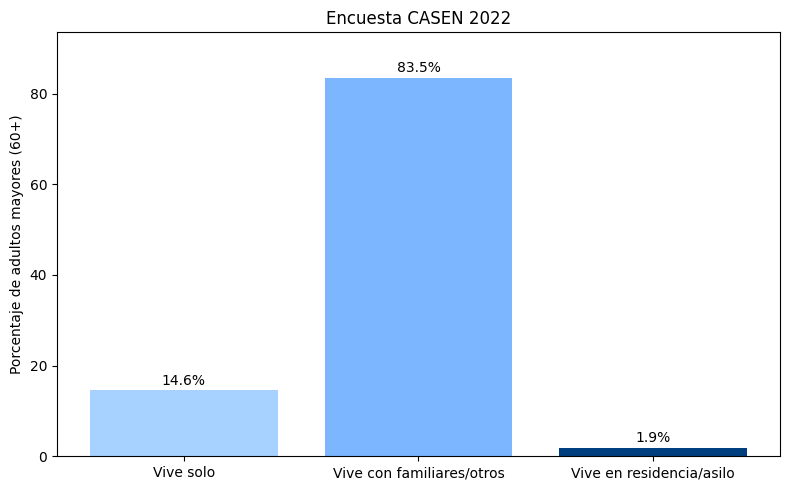 Encuesta CASEN 2022
Porcentaje de adultos mayores (60+)
80
60
40
20
0
14.6%
83.5%
1.9%
Vive solo
Vive con familiares/otros
Vive en residencia/asilo